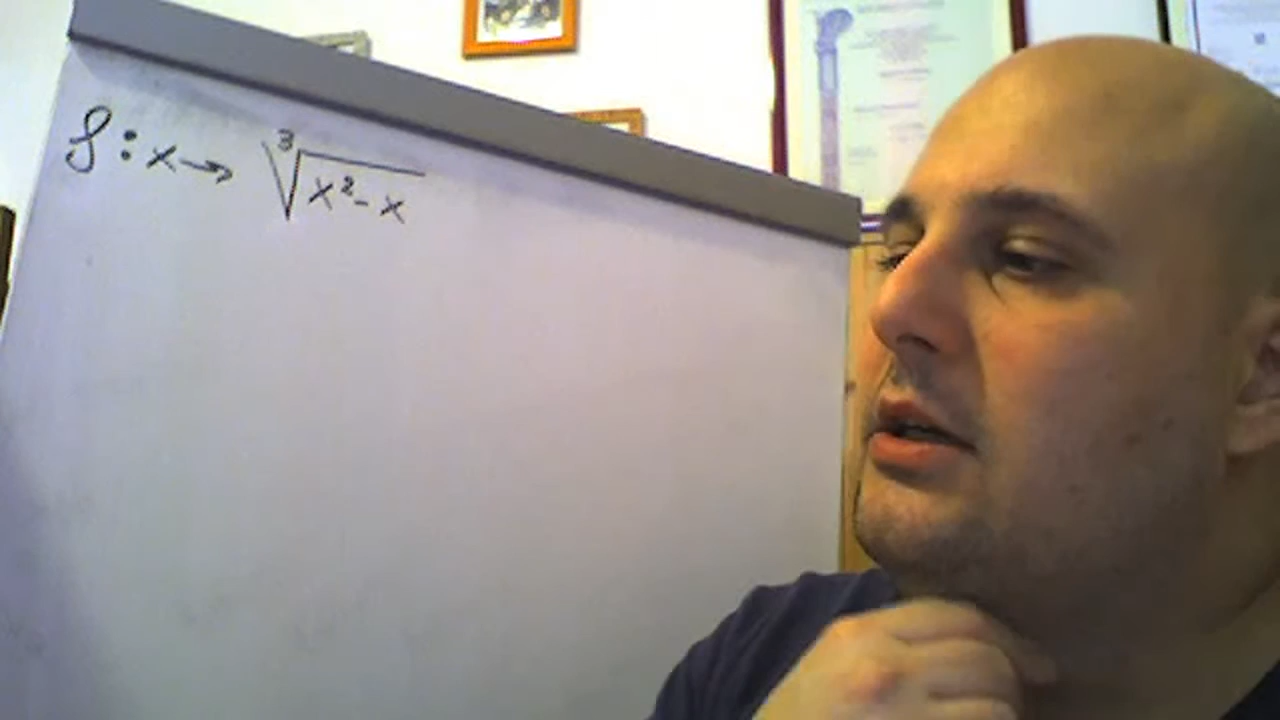 f : x → ∛(x² - x)